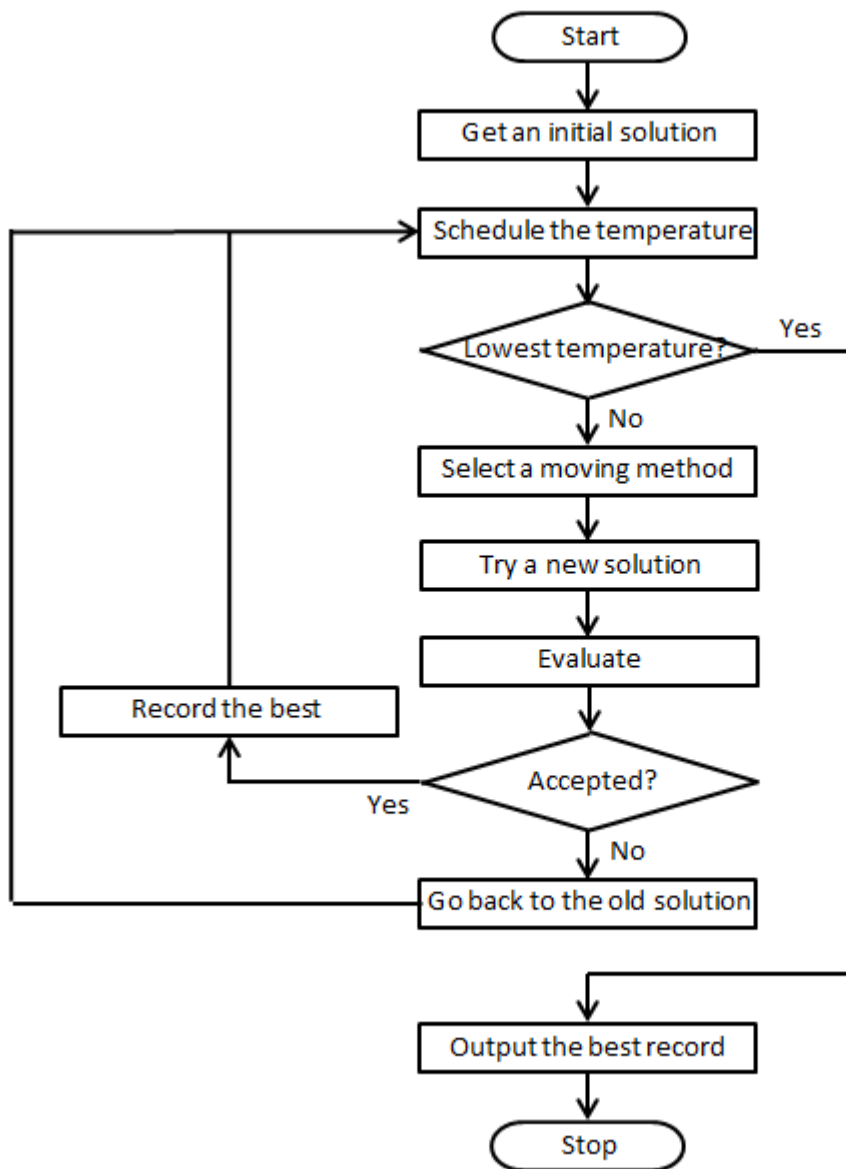 Start
Get an initial solution
Schedule the temperature
Lowest temperature?
Yes
No
Select a moving method
Try a new solution
Evaluate
Record the best
Accepted?
Yes
No
Go back to the old solution
Output the best record
Stop